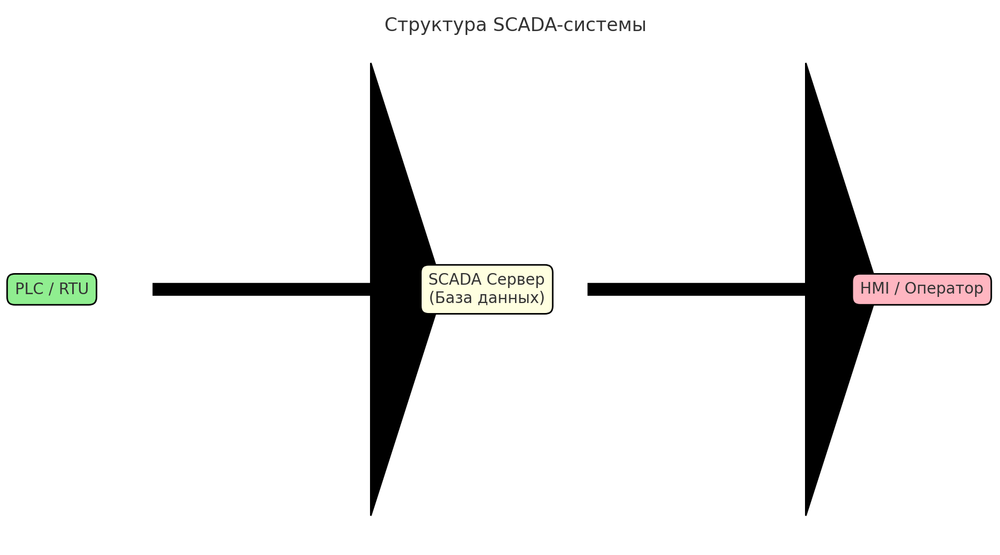 Структура SCADA-системы
PLC / RTU
SCADA Сервер
(База данных)
HMI / Оператор